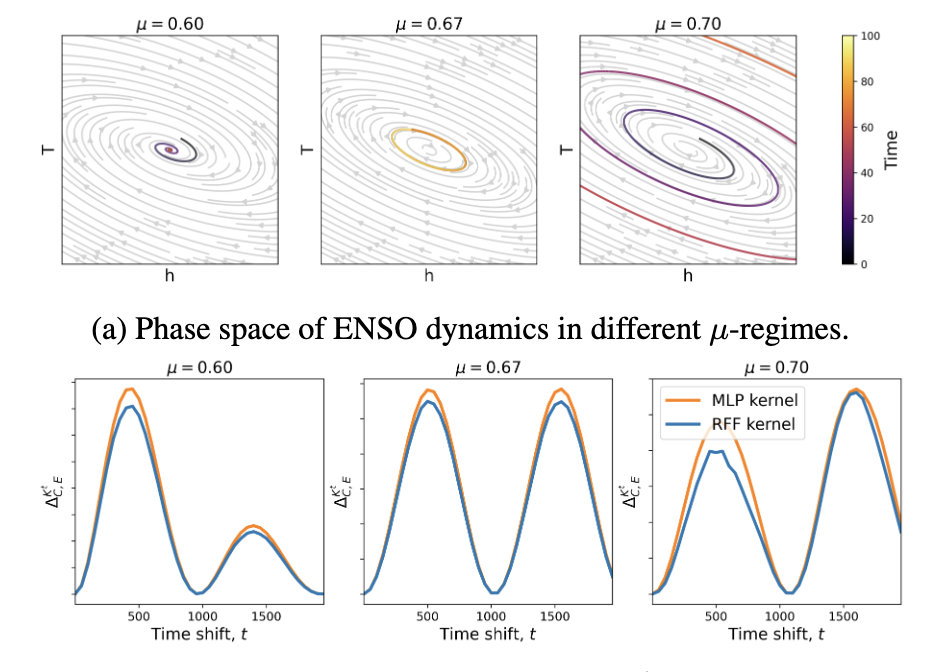 μ = 0.60 μ = 0.67 μ = 0.70
T T T
h h h
100
80
60
40
20
0
Time
(a) Phase space of ENSO dynamics in different μ-regimes.
μ = 0.60 μ = 0.67 μ = 0.70
MLP kernel
RFF kernel
Δ^{K^t}_{C, E} Δ^{K^t}_{C, E} Δ^{K^t}_{C, E}
500 1000 1500 500 1000 1500 500 1000 1500
Time shift, t Time shift, t Time shift, t